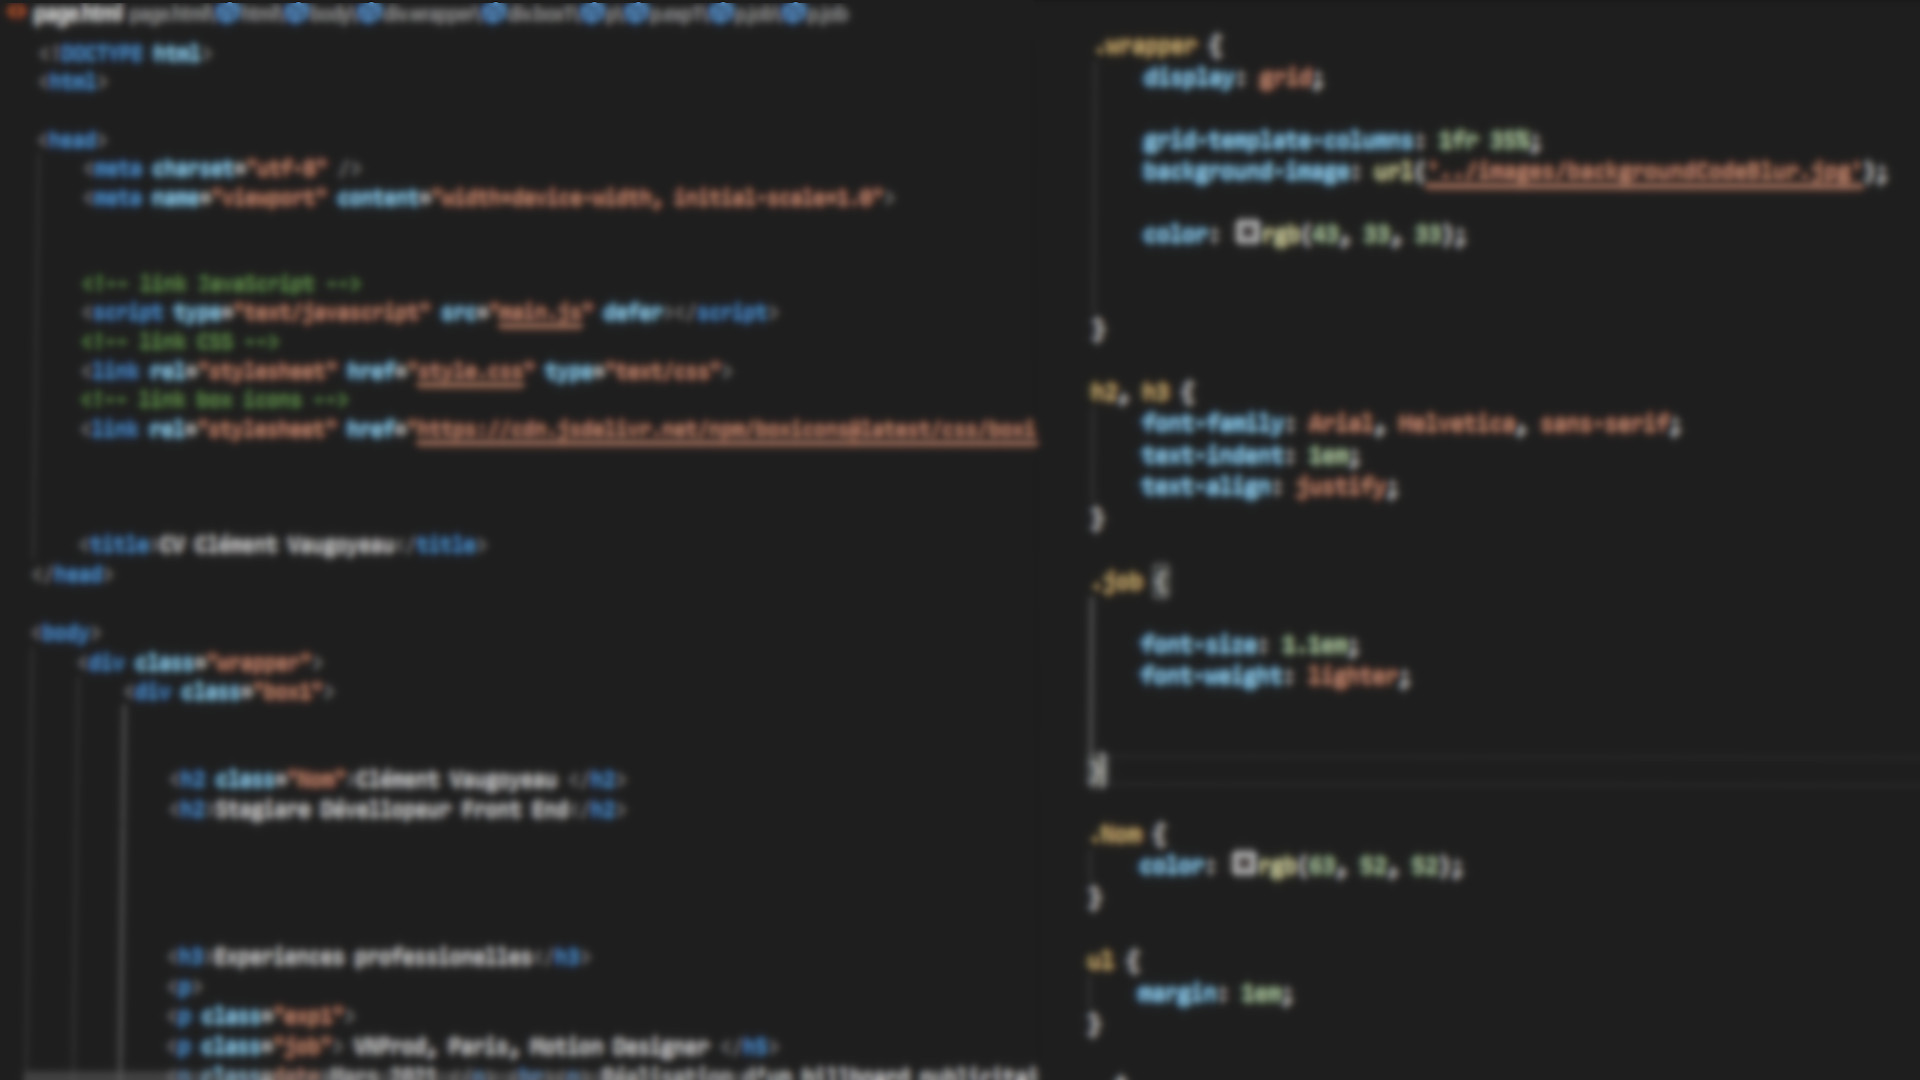 page.html page.html html body div.wrapper div.box1 p.exp1 p.job p.job
<!DOCTYPE html>
<html>
<head>
<meta charset="utf-8" />
<meta name="viewport" content="width=device-width, initial-scale=1.0">
<!-- link JavaScript -->
<script type="text/javascript" src="main.js" defer></script>
<!-- link CSS -->
<link rel="stylesheet" href="style.css" type="text/css">
<!-- link box icons -->
<link rel="stylesheet" href="https://cdn.jsdelivr.net/npm/boxicons@latest/css/boxi
<title>CV Clément Vaugoyeau</title>
</head>
<body>
<div class="wrapper">
<div class="box1">
<h2 class="Nom">Clément Vaugoyeau </h2>
<h2>Stagiare Dévellopeur Front End</h2>
<h3>Experiences professionelles</h3>
<p>
<p class="exp1">
<p class="job"> Paris, Motion Designer </h5>
.wrapper {
display: grid;
grid-template-columns: 1fr 35%;
background-image: url('../images/backgroundCodeBlur.jpg');
color: rgb(43, 33, 33);
}
h2, h3 {
font-family: Arial, Helvetica, sans-serif;
text-indent: 1em;
text-align: justify;
}
.job {
font-size: 1.1em;
font-weight: lighter;
}
.Nom {
color: rgb(63, 52, 52);
}
ul {
margin: 1em;
}